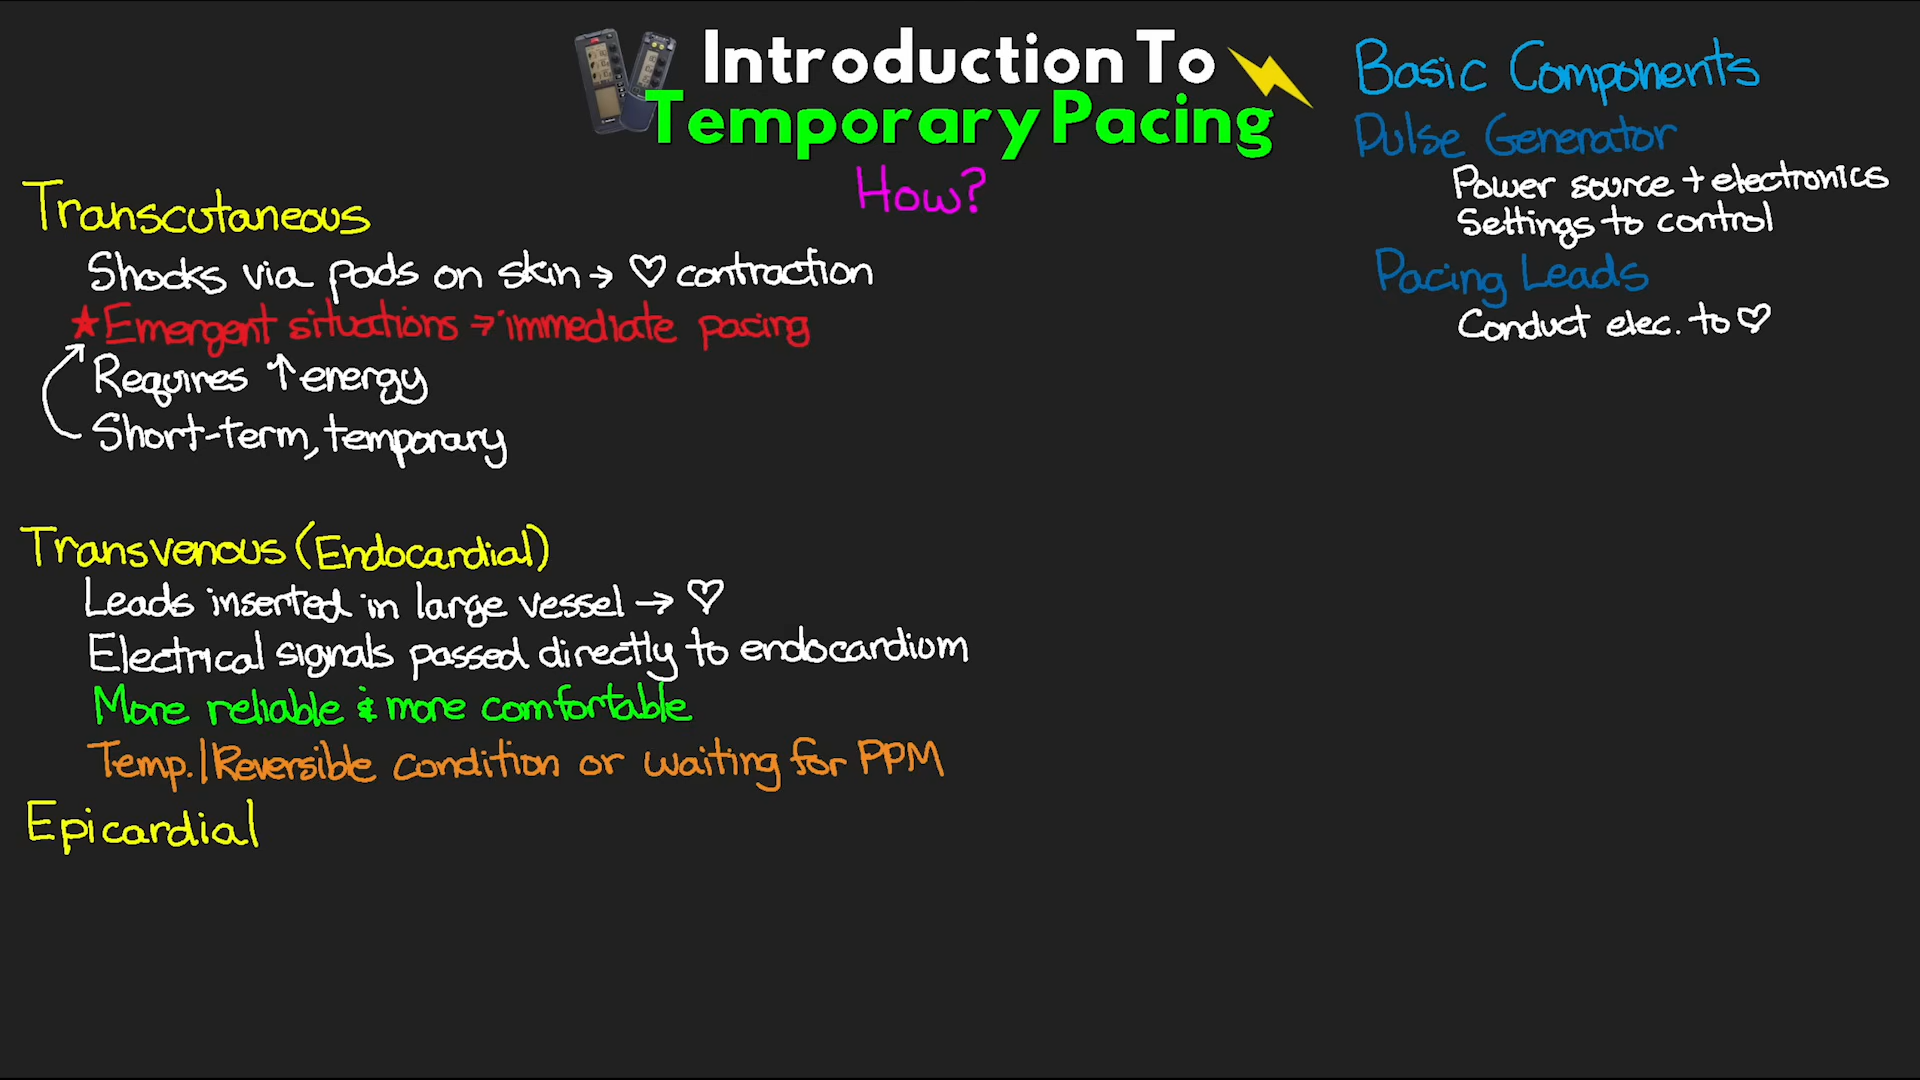 Introduction To
Temporary Pacing
How?
Transcutaneous
Shocks via pads on skin → ♡ contraction
★Emergent situations → immediate pacing
Requires ↑ energy
Short-term, temporary
Transvenous (Endocardial)
Leads inserted in large vessel → ♡
Electrical signals passed directly to endocardium
More reliable & more comfortable
Temp./Reversible condition or waiting for PPM
Epicardial
Basic Components
Pulse Generator
Power source + electronics
Settings to control
Pacing Leads
Conduct elec. to ♡